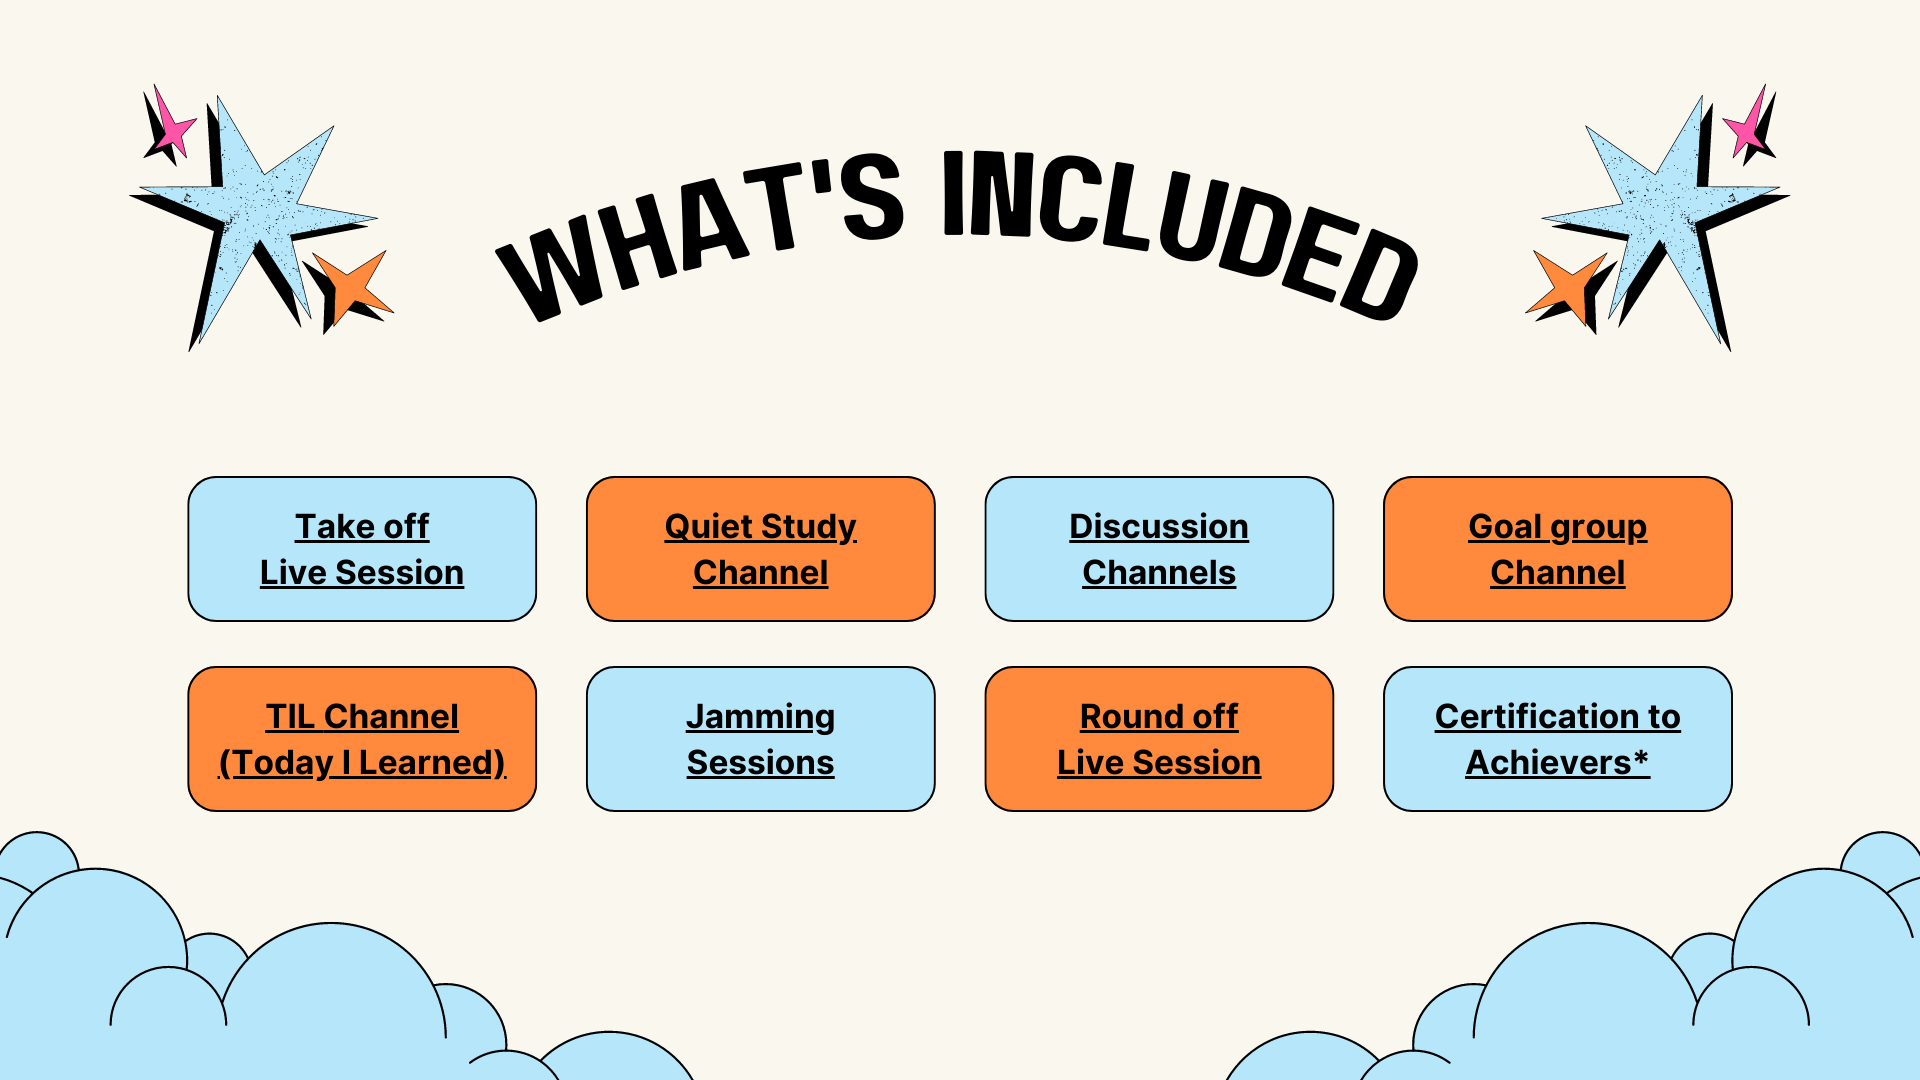 WHAT'S INCLUDED
Take off
Live Session
Quiet Study
Channel
Discussion
Channels
Goal group
Channel
TIL Channel
(Today I Learned)
Jamming
Sessions
Round off
Live Session
Certification to
Achievers*